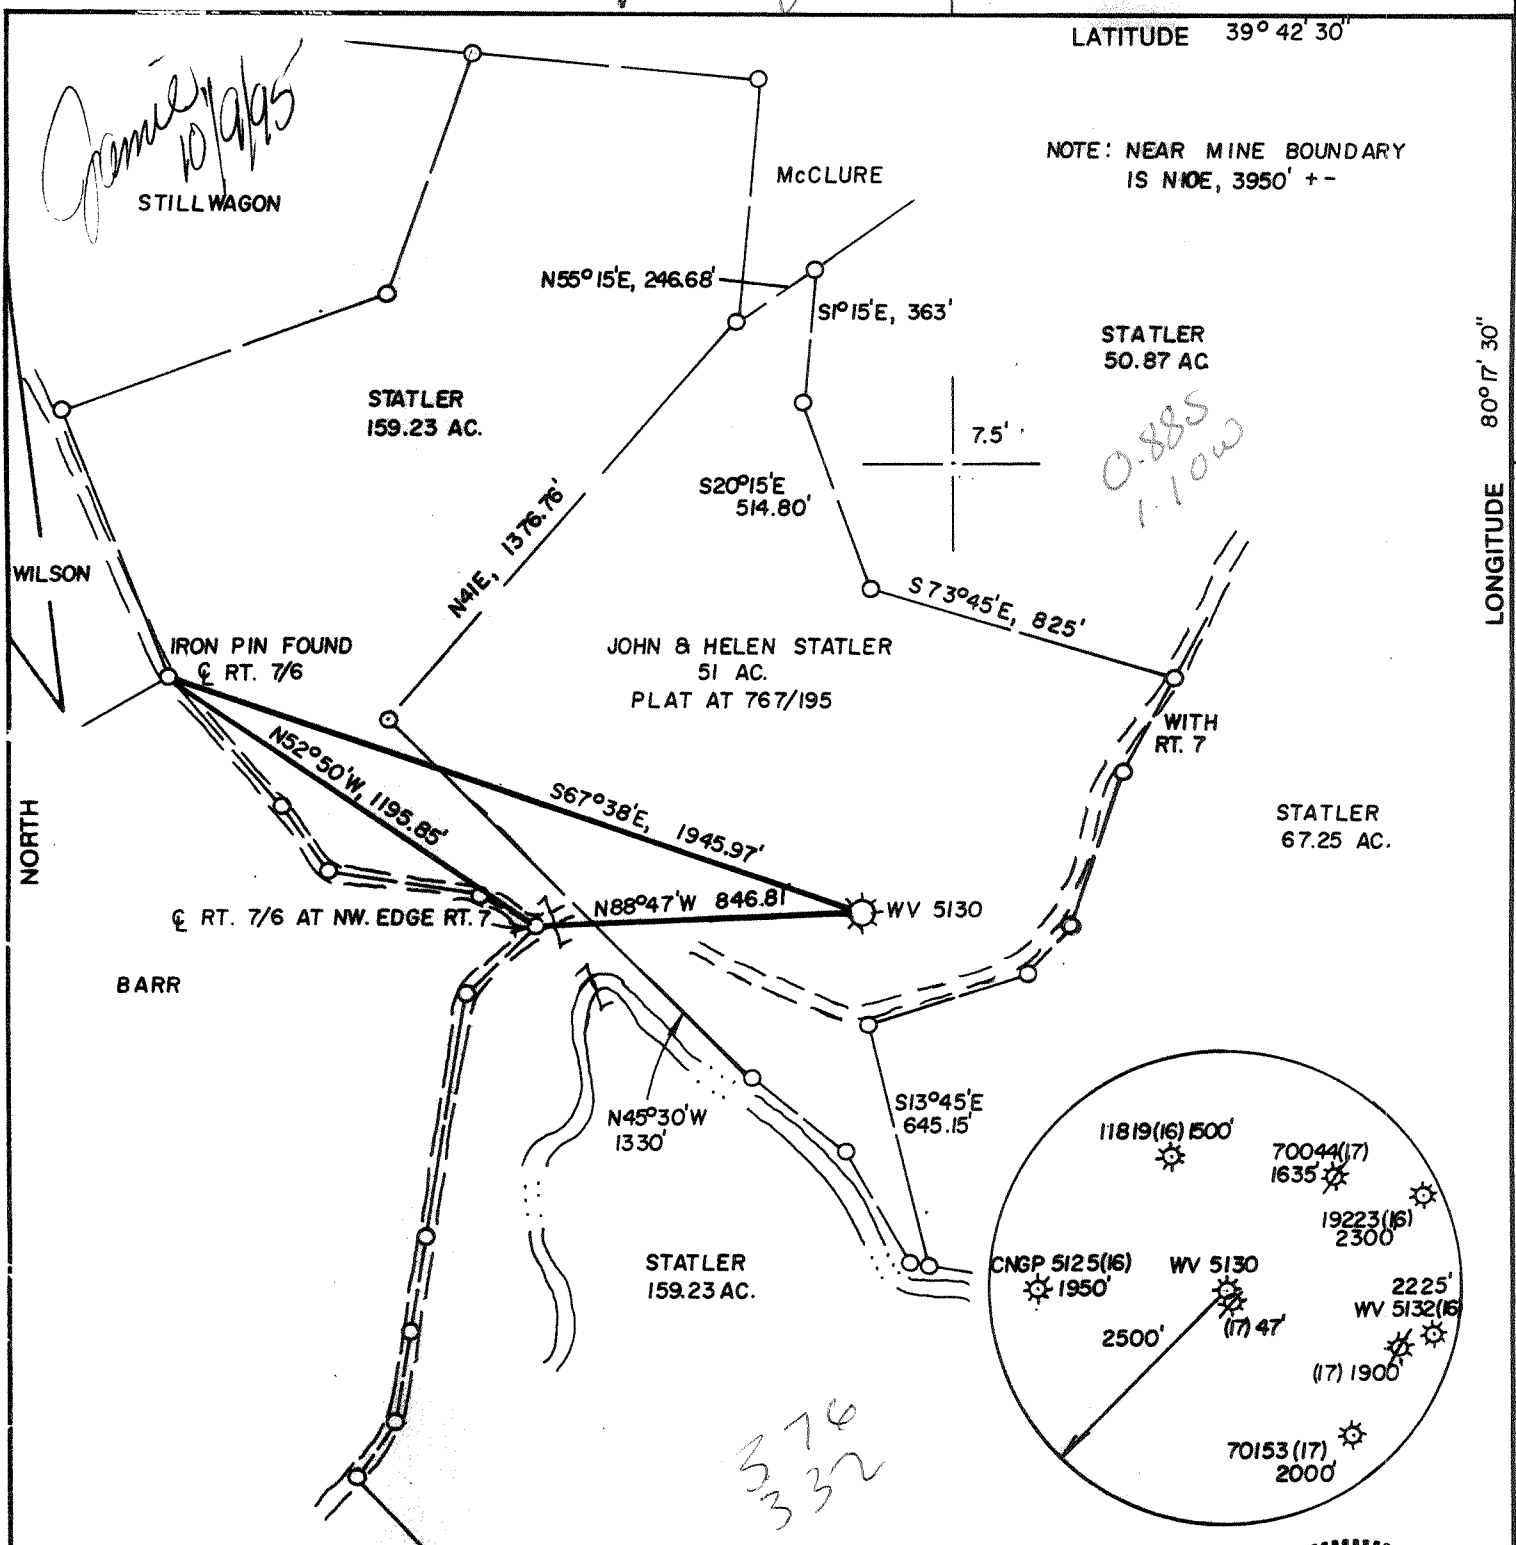 LATITUDE 39° 42' 30"
Jamie
10/9/95
STILLWAGON
McCLURE
NOTE: NEAR MINE BOUNDARY
IS N10E, 3950' +-
N55°15'E, 246.68'
S1°15'E, 363'
STATLER
50.87 AC
80°17' 30"
LONGITUDE
STATLER
159.23 AC.
7.5'
0.88S
1.10W
S20°15'E
514.80'
N41E, 1376.76'
WILSON
S73°45'E, 825'
IRON PIN FOUND
℄ RT. 7/6
JOHN & HELEN STATLER
51 AC.
PLAT AT 767/195
WITH
RT. 7
N52°50'W, 1195.85'
S67°38'E, 1945.97'
NORTH
STATLER
67.25 AC.
N88°47'W 846.81'
WV 5130
℄ RT. 7/6 AT NW. EDGE RT. 7
BARR
N45°30'W
1330'
S13°45'E
645.15'
11819(16) 1500'
70044(17)
1635'
19223(16)
2300'
STATLER
159.23 AC.
CNGP 5125(16)
1950'
WV 5130
(17) 47'
2225'
WV 5132(16
2500'
(17) 1900'
70153 (17)
2000'
376
332